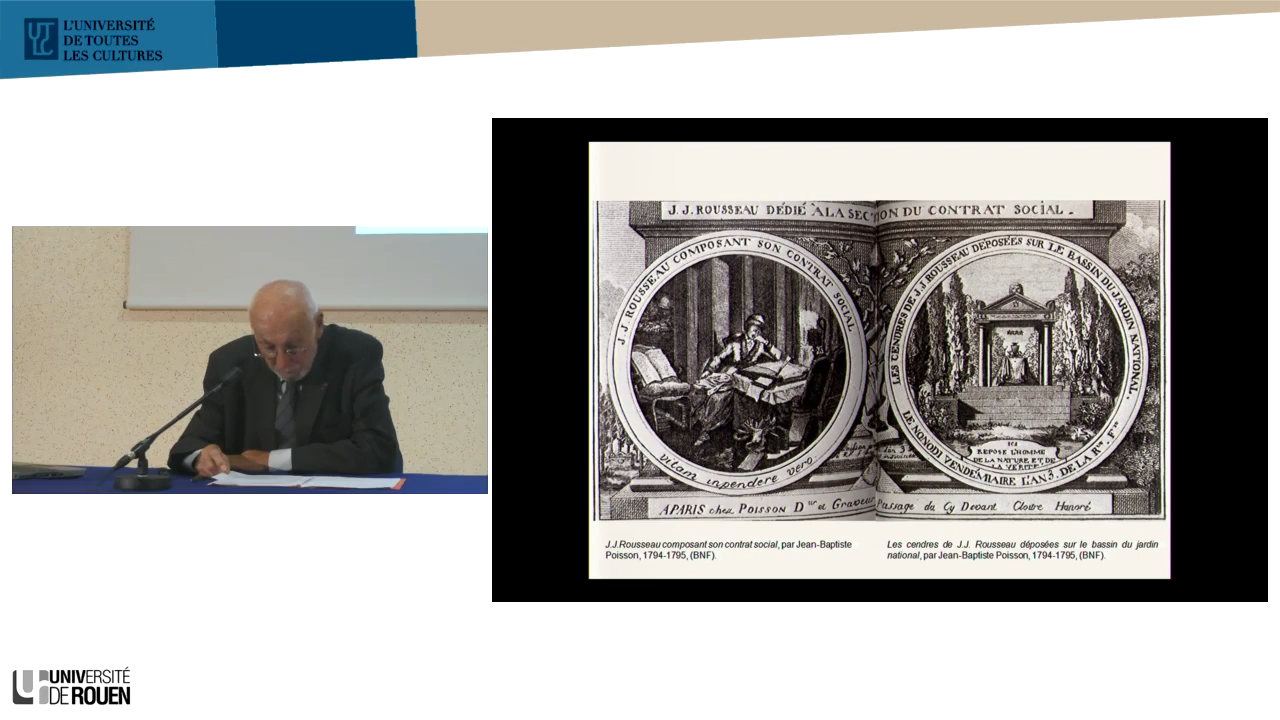 L'UNIVERSITÉ
DE TOUTES
LES CULTURES
J. J. ROUSSEAU DÉDIÉ À LA SECTION DU CONTRAT SOCIAL.
J. J. ROUSSEAU COMPOSANT SON CONTRAT SOCIAL
vitam inpendere vero.
LES CENDRES DE J. J. ROUSSEAU DÉPOSÉES SUR LE BASSIN DU JARDIN NATIONAL.
LE NONODI VENDÉMIAIRE L'AN 3. DE LA R. F.
ICI
REPOSE L'HOMME
DE LA NATURE ET DE
LA VERITÉ
A PARIS chez POISSON D.ur et Graveur Passage du Cy Devant Cloitre Honoré
J.J.Rousseau composant son contrat social, par Jean-Baptiste
Poisson, 1794-1795, (BNF).
Les cendres de J.J. Rousseau déposées sur le bassin du jardin
national, par Jean-Baptiste Poisson, 1794-1795, (BNF).
UNIVERSITÉ
DE ROUEN